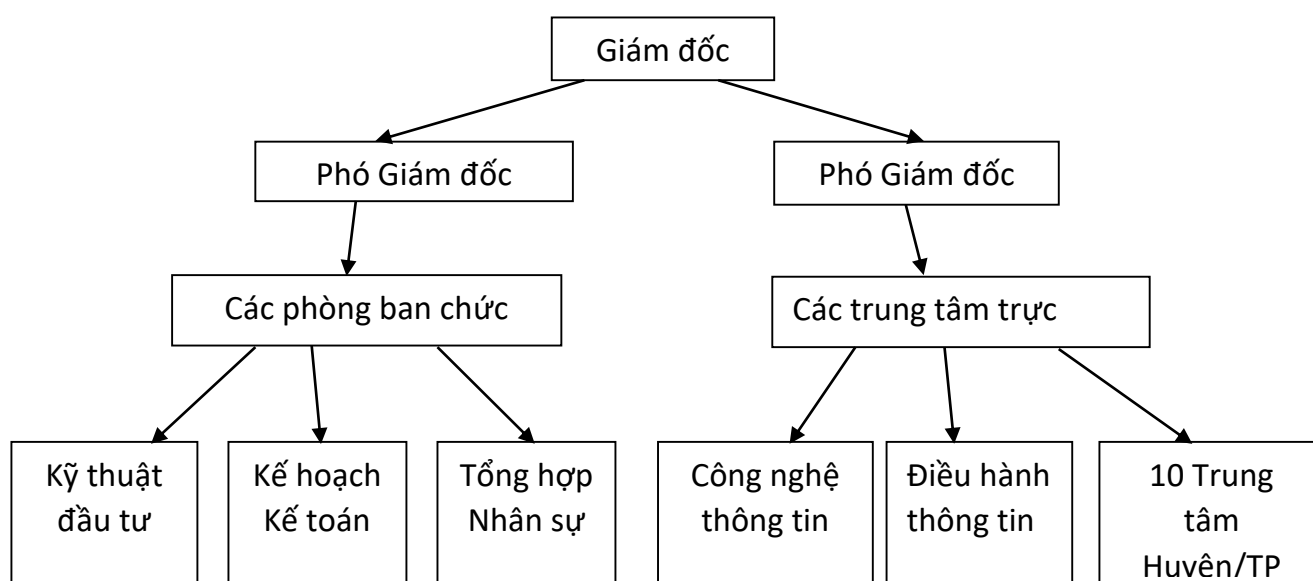 Giám đốc
Phó Giám đốc
Phó Giám đốc
Các phòng ban chức
Các trung tâm trực
Kỹ thuật
đầu tư
Kế hoạch
Kế toán
Tổng hợp
Nhân sự
Công nghệ
thông tin
Điều hành
thông tin
10 Trung
tâm
Huyện/TP